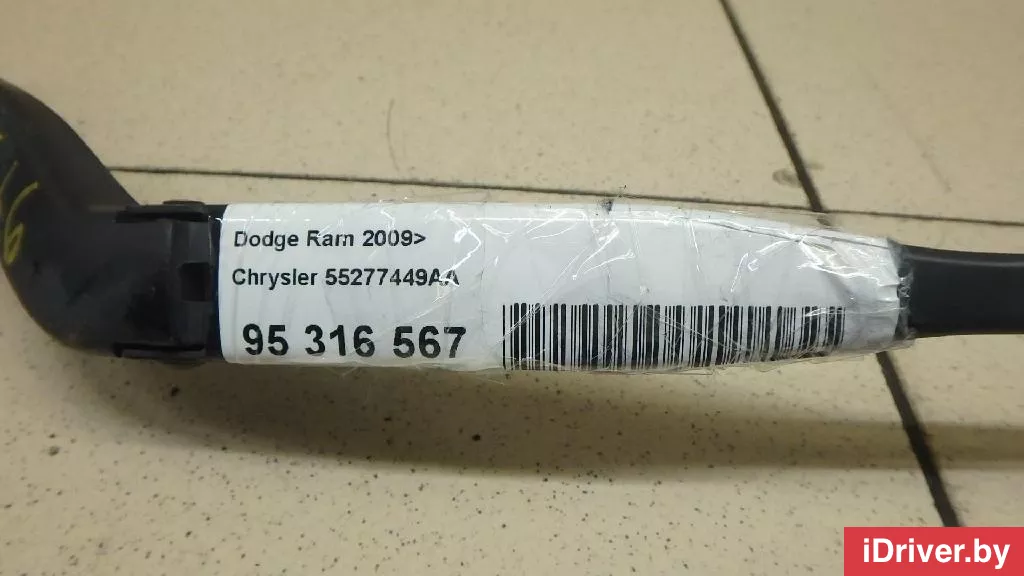 Dodge Ram 2009>
Chrysler 55277449AA
95 316 567
iDriver.by